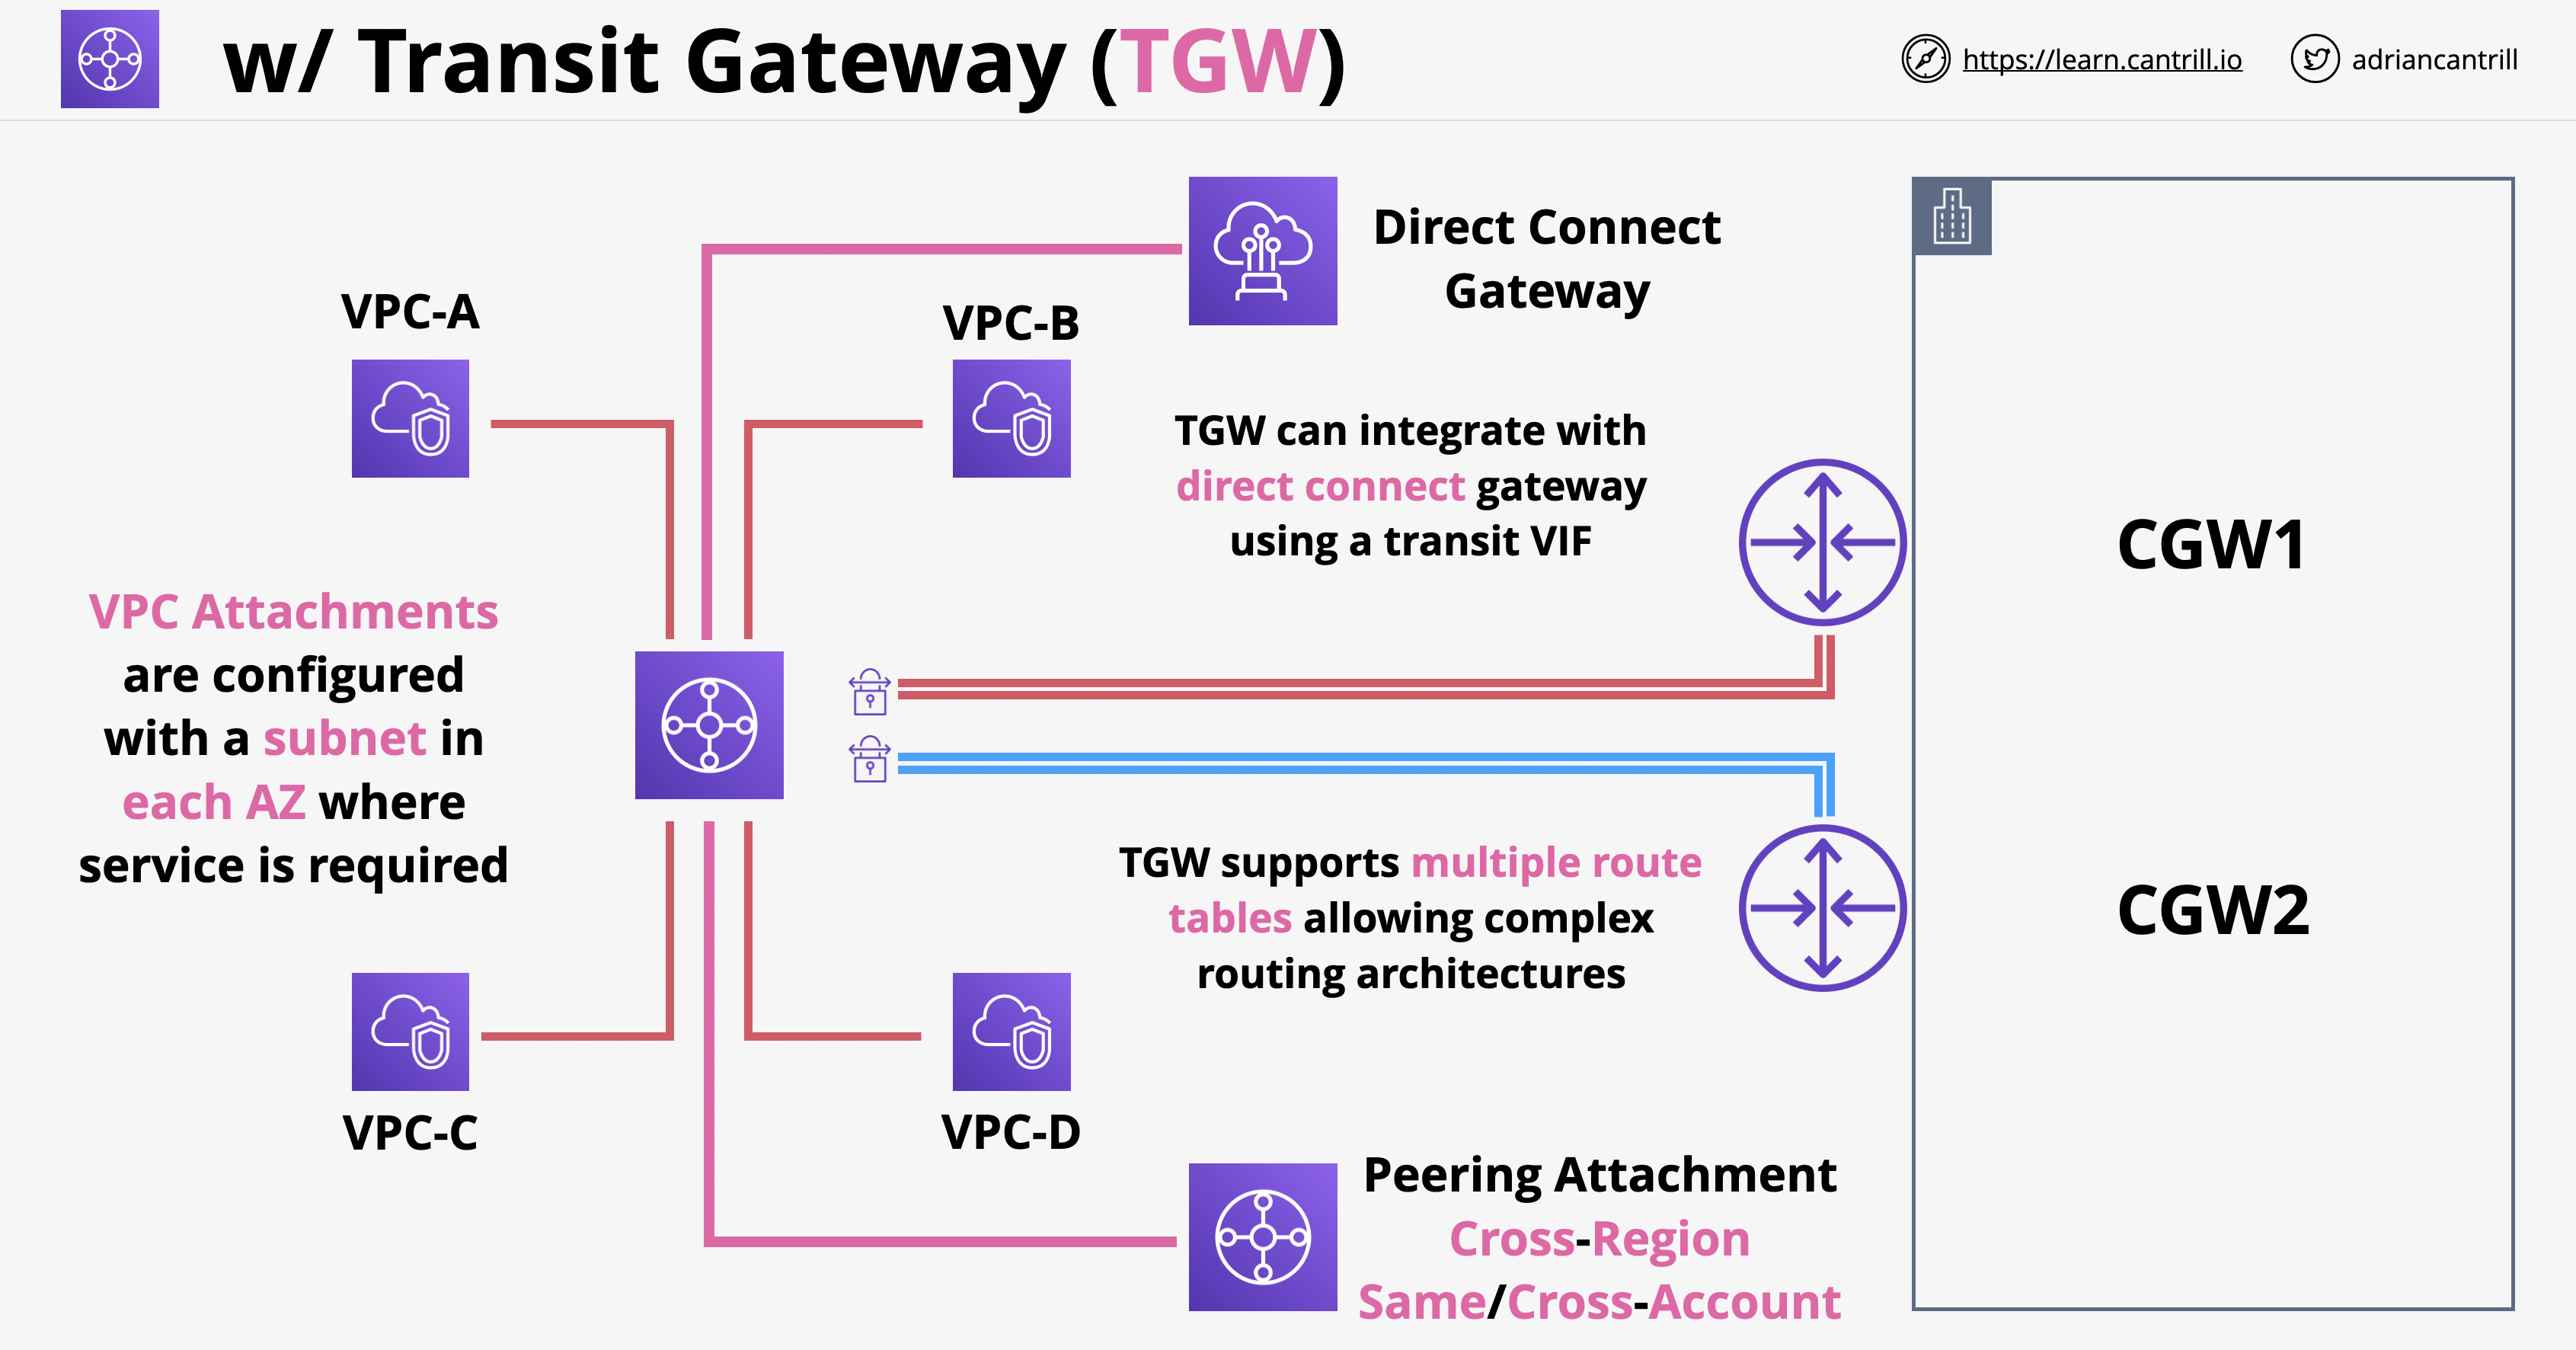 w/ Transit Gateway (TGW)
https://learn.cantrill.io
adriancantrill
Direct Connect
Gateway
VPC-A
VPC-B
TGW can integrate with
direct connect gateway
using a transit VIF
CGW1
VPC Attachments
are configured
with a subnet in
each AZ where
service is required
TGW supports multiple route
tables allowing complex
routing architectures
CGW2
VPC-C
VPC-D
Peering Attachment
Cross-Region
Same/Cross-Account